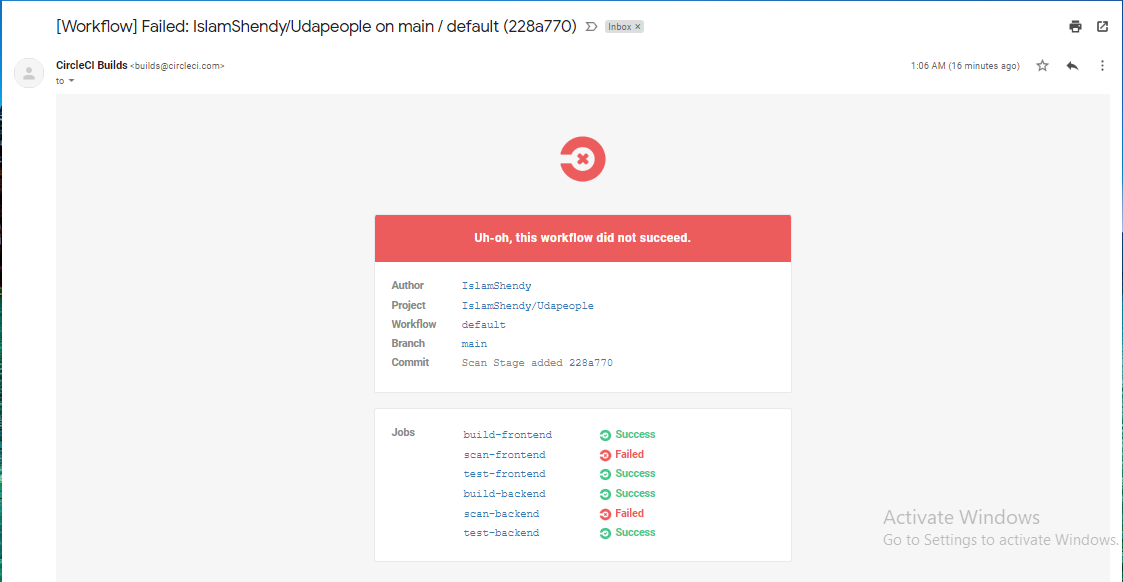 [Workflow] Failed: IslamShendy/Udapeople on main / default (228a770) Inbox ×
CircleCI Builds <builds@circleci.com> 1:06 AM (16 minutes ago)
to
Uh-oh, this workflow did not succeed.
Author IslamShendy
Project IslamShendy/Udapeople
Workflow default
Branch main
Commit Scan Stage added 228a770
Jobs build-frontend Success
scan-frontend Failed
test-frontend Success
build-backend Success
scan-backend Failed
test-backend Success
Activate Windows
Go to Settings to activate Windows.